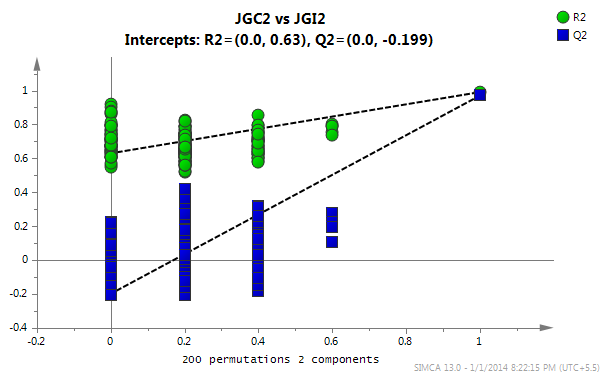 JGC2 vs JGI2
Intercepts: R2=(0.0, 0.63), Q2=(0.0, -0.199)
R2
Q2
1
0.8
0.6
0.4
0.2
0
-0.2
-0.4
-0.2 0 0.2 0.4 0.6 0.8 1
200 permutations 2 components
SIMCA 13.0 - 1/1/2014 8:22:15 PM (UTC+5.5)